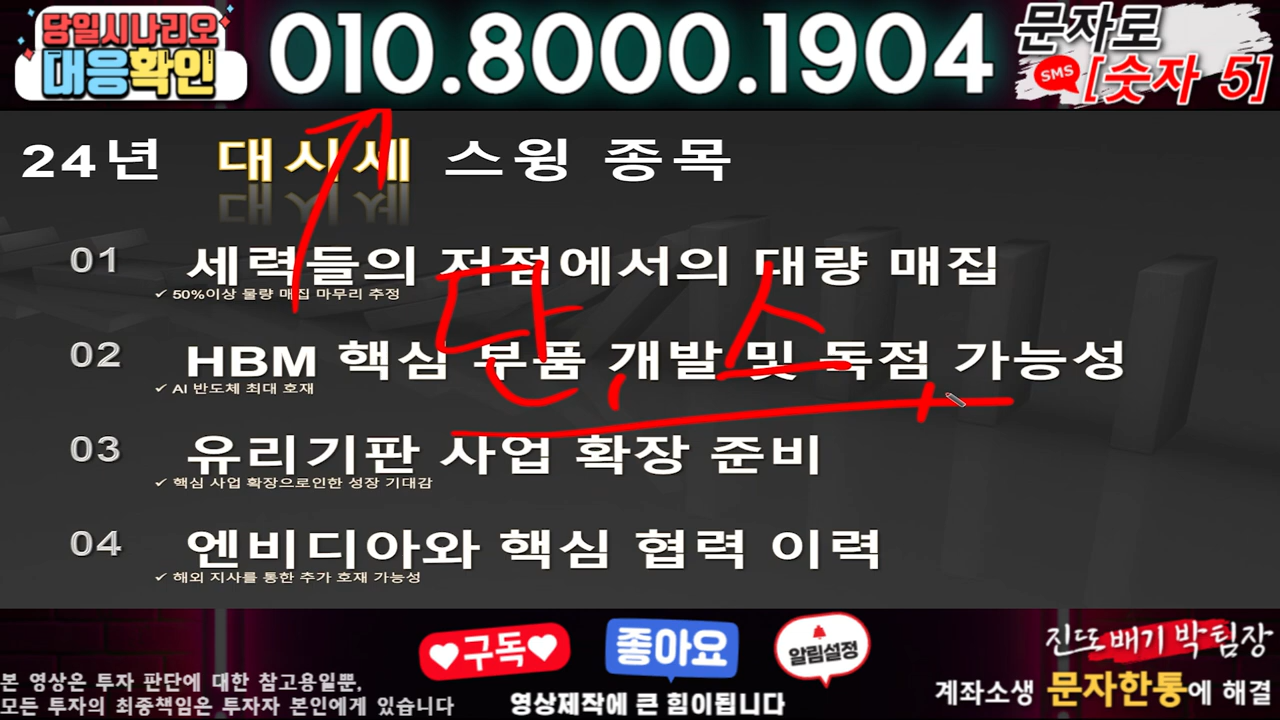 당일시나리오
대응확인
010.8000.1904
문자로
SMS
[숫자 5]
24년 대시세 스윙 종목
01 세력들의 저점에서의 대량 매집
✓ 50%이상 물량 매집 마무리 추정
단, 스
02 HBM 핵심 부품 개발 및 독점 가능성
✓ AI 반도체 최대 호재
03 유리기판 사업 확장 준비
✓ 핵심 사업 확장으로인한 성장 기대감
04 엔비디아와 핵심 협력 이력
✓ 해외 지사를 통한 추가 호재 가능성
구독
좋아요
알림설정
영상제작에 큰 힘이됩니다
본 영상은 투자 판단에 대한 참고용일뿐,
모든 투자의 최종책임은 투자자 본인에게 있습니다
진또배기 박팀장
계좌소생 문자한통에 해결